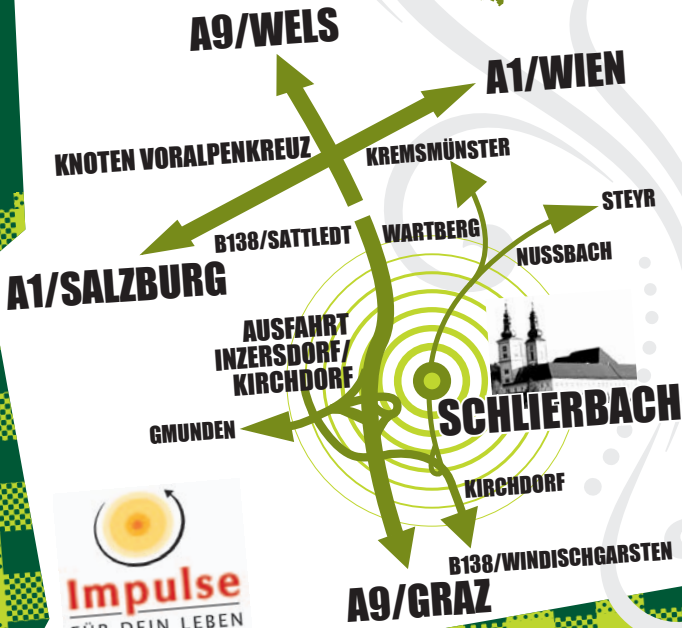 A9/WELS
A1/WIEN
KNOTEN VORALPENKREUZ
KREMSMÜNSTER
STEYR
B138/SATTLEDT
WARTBERG
NUSSBACH
A1/SALZBURG
AUSFAHRT
INZERSDORF/
KIRCHDORF
SCHLIERBACH
GMUNDEN
KIRCHDORF
B138/WINDISCHGARSTEN
Impulse
FÜR DEIN LEBEN
A9/GRAZ